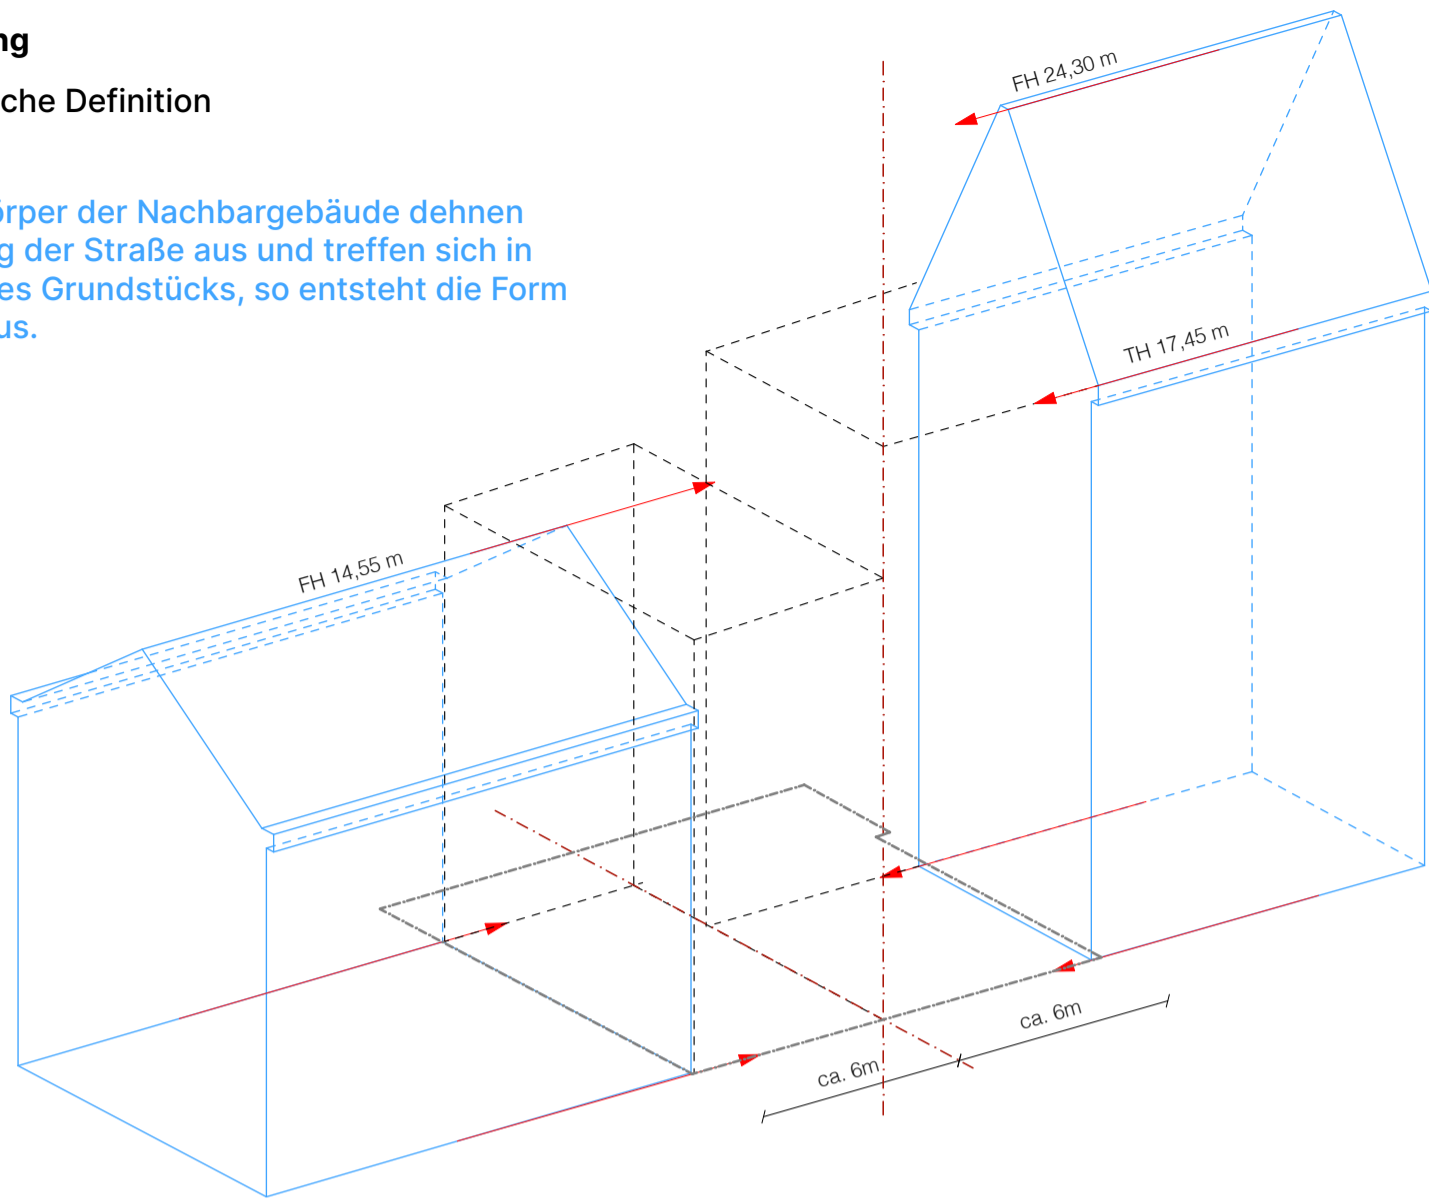 ng
che Definition
örper der Nachbargebäude dehnen
g der Straße aus und treffen sich in
es Grundstücks, so entsteht die Form
us.
FH 24,30 m
TH 17,45 m
FH 14,55 m
ca. 6m
ca. 6m